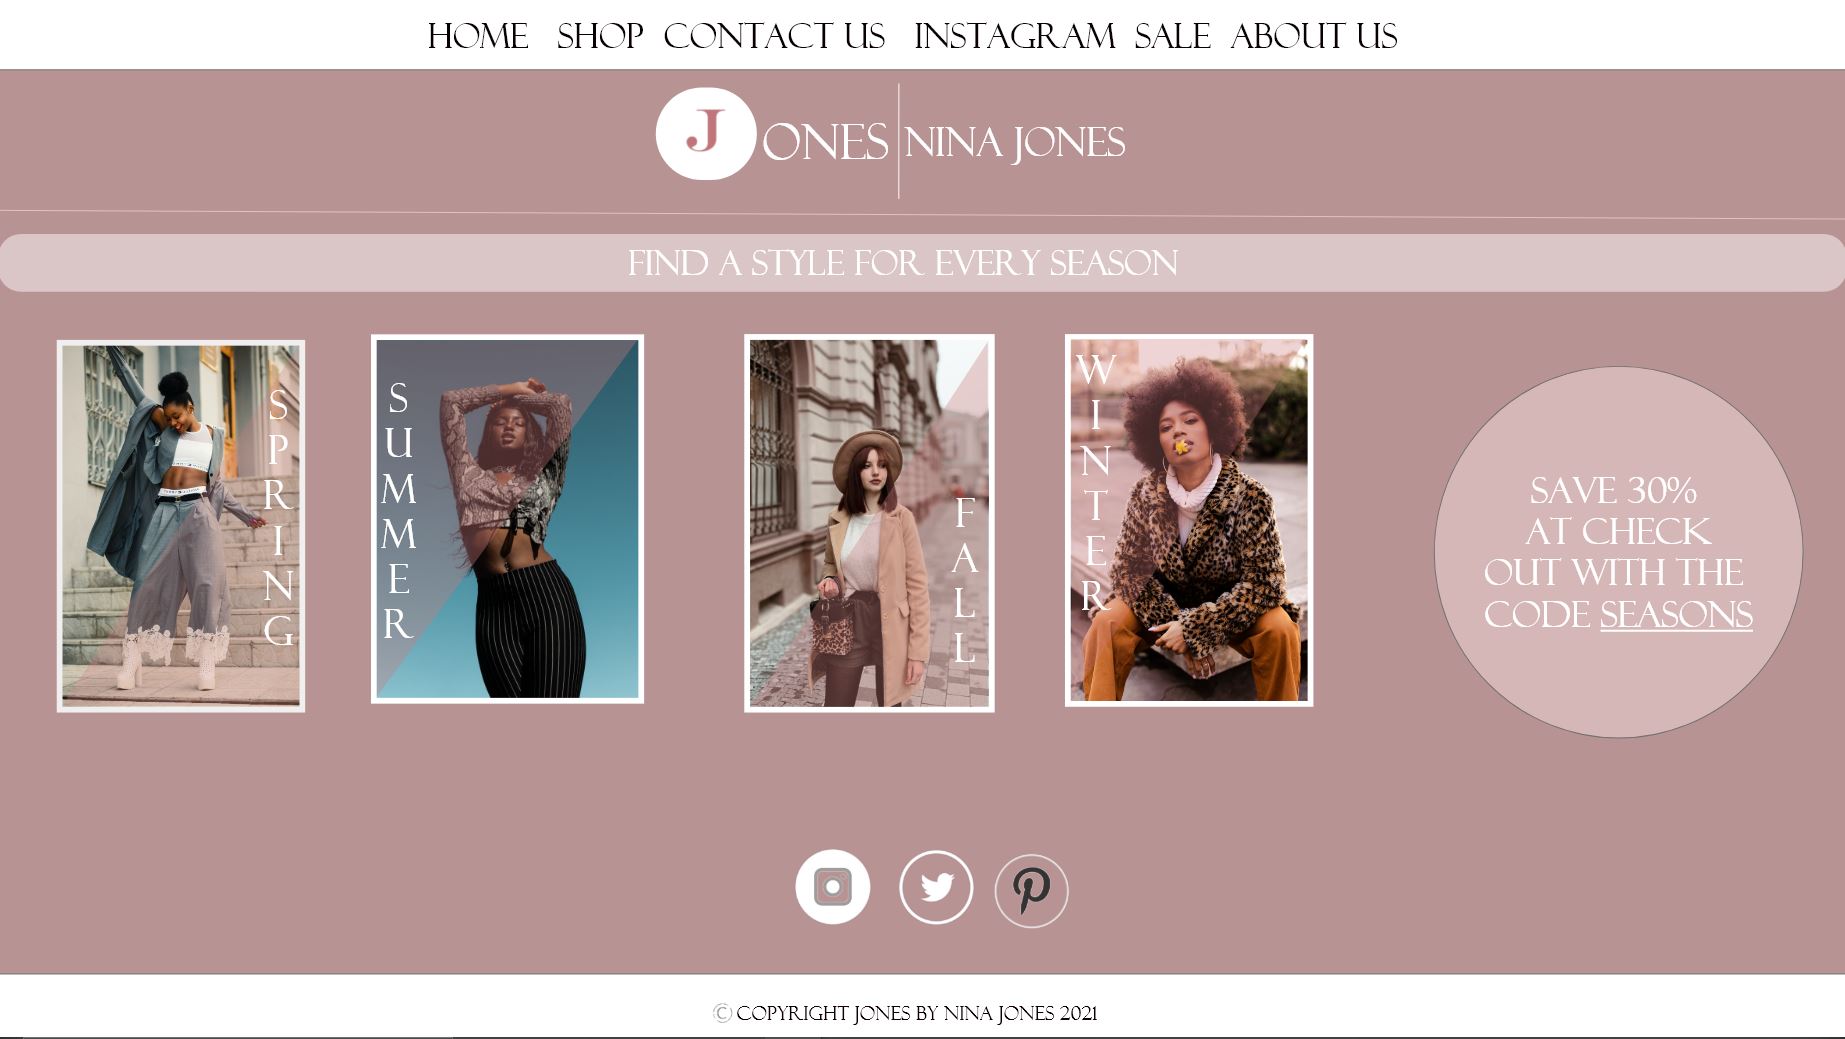 HOME SHOP CONTACT US INSTAGRAM SALE ABOUT US
JONES NINA JONES
FIND A STYLE FOR EVERY SEASON
SPRING
SUMMER
FALL
WINTER
SAVE 30%
AT CHECK
OUT WITH THE
CODE SEASONS
© COPYRIGHT JONES BY NINA JONES 2021